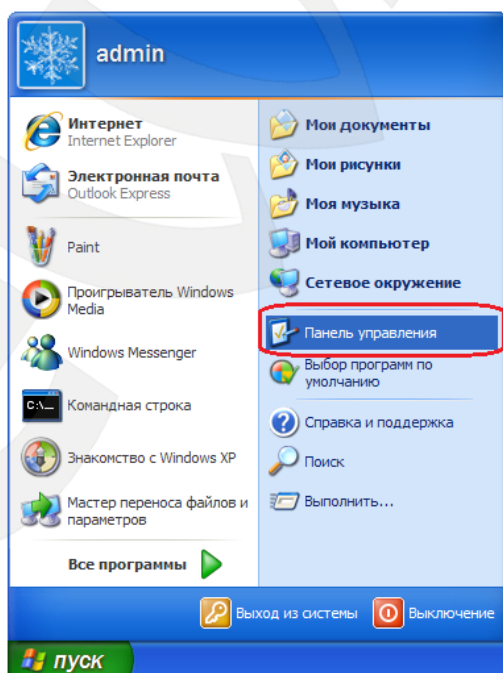 admin
Интернет
Internet Explorer
Электронная почта
Outlook Express
Paint
Проигрыватель Windows
Media
Windows Messenger
C:\_
Командная строка
Знакомство с Windows XP
Мастер переноса файлов и
параметров
Все программы
Мои документы
Мои рисунки
Моя музыка
Мой компьютер
Сетевое окружение
Панель управления
Выбор программ по
умолчанию
Справка и поддержка
Поиск
Выполнить...
Выход из системы
Выключение
пуск